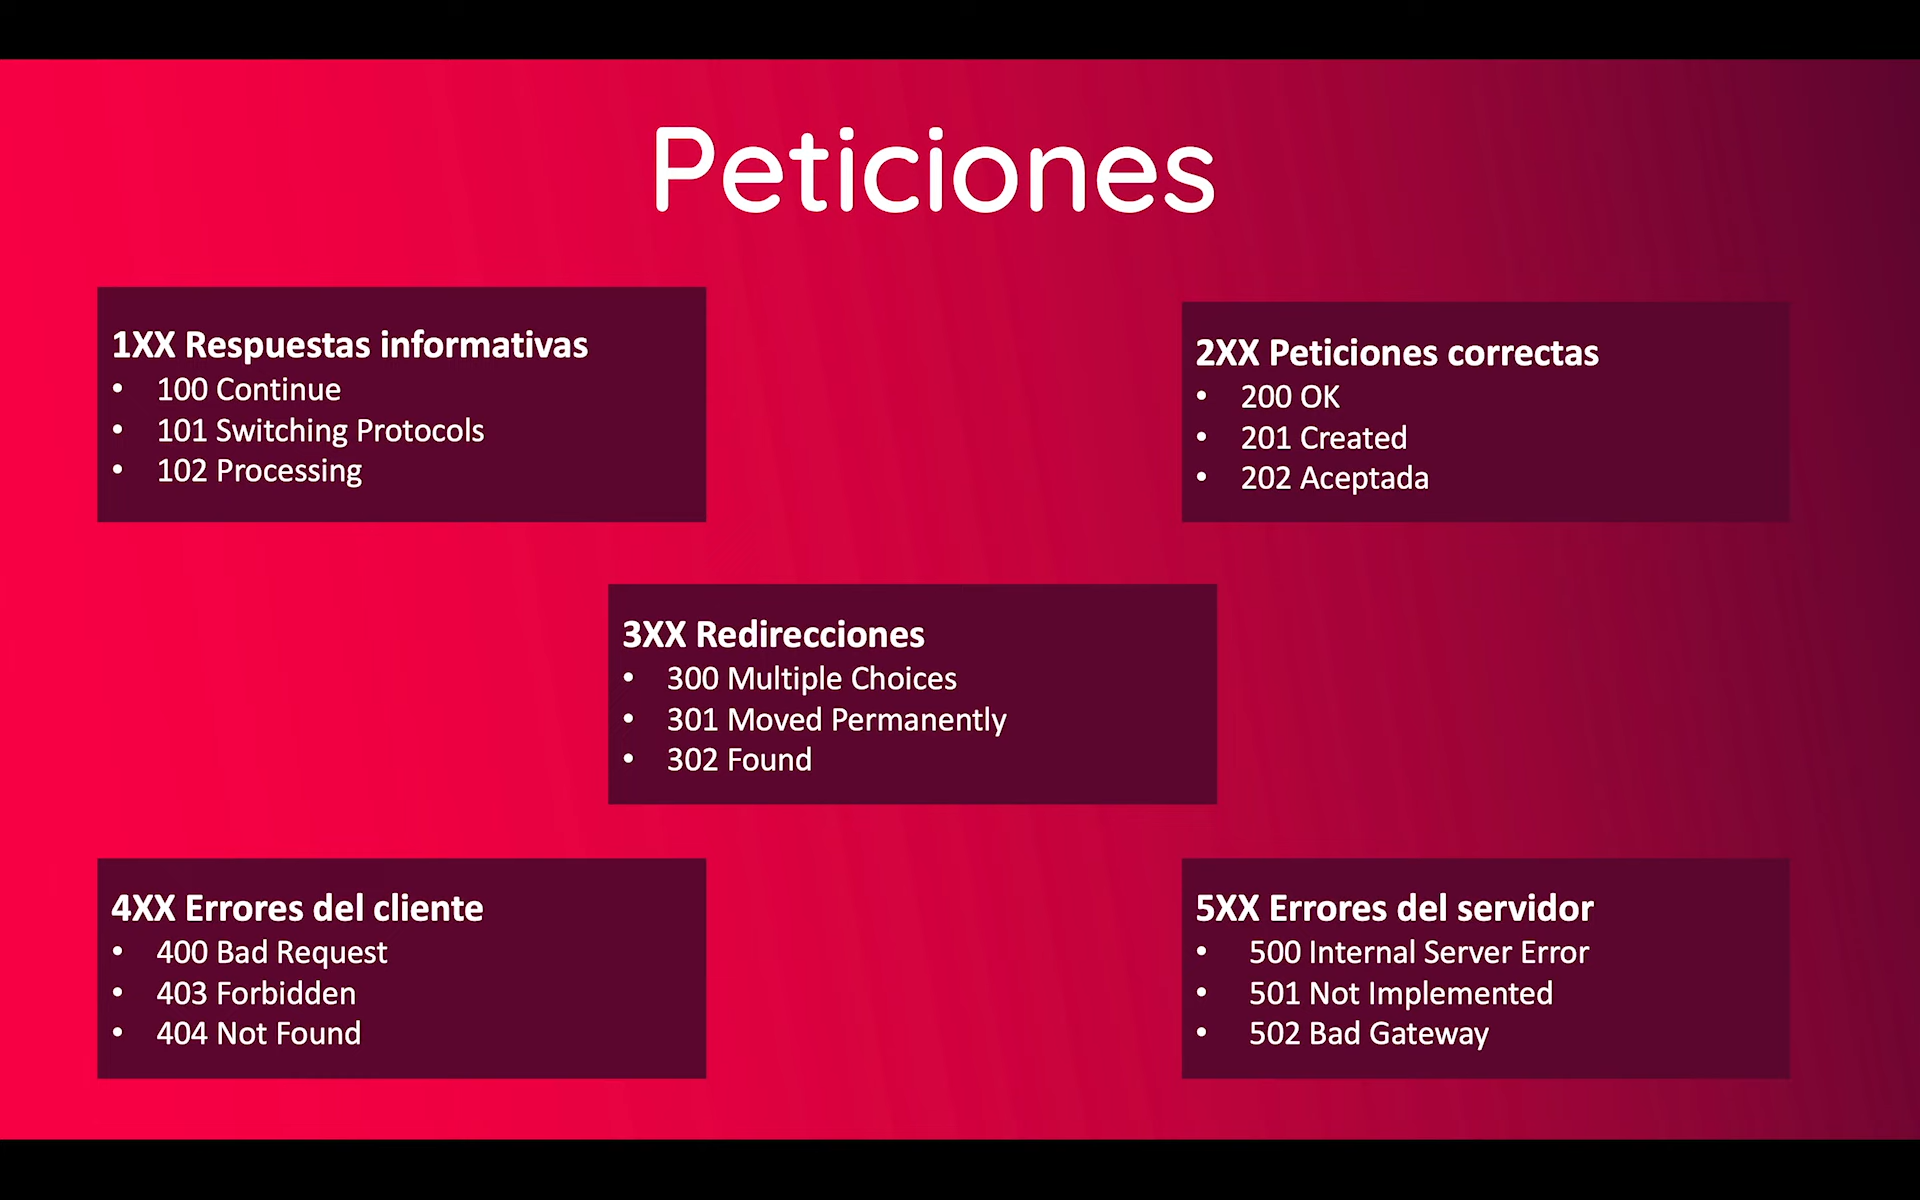 Peticiones
1XX Respuestas informativas
• 100 Continue
• 101 Switching Protocols
• 102 Processing
2XX Peticiones correctas
• 200 OK
• 201 Created
• 202 Aceptada
3XX Redirecciones
• 300 Multiple Choices
• 301 Moved Permanently
• 302 Found
4XX Errores del cliente
• 400 Bad Request
• 403 Forbidden
• 404 Not Found
5XX Errores del servidor
• 500 Internal Server Error
• 501 Not Implemented
• 502 Bad Gateway